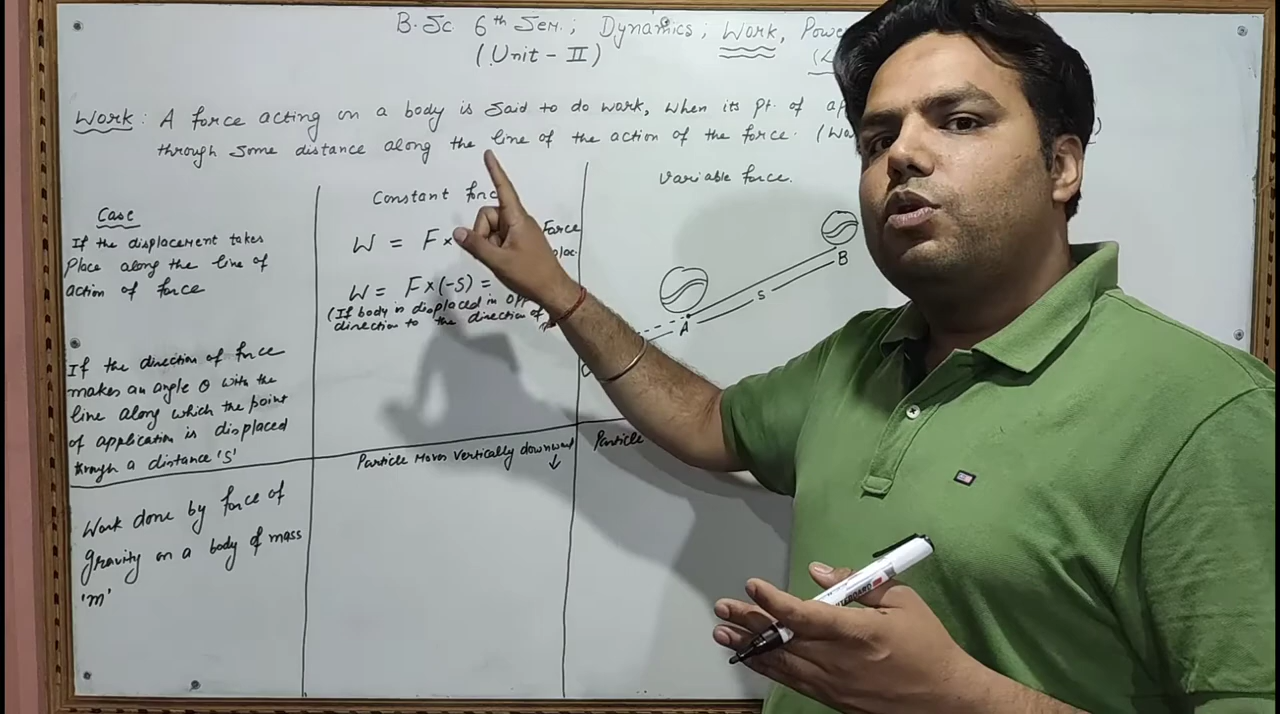 B.Sc. 6th Sem.; Dynamics; Work, Powe
(Unit - II)
Work: A force acting on a body is said to do work, when its pt. of ap
through some distance along the line of the action of the force. (Wo
Case
If the displacement takes
Place along the line of
action of force
Constant forc
W = F ×
Force
plac.
W = F×(-S) =
(If body is displaced in opp
direction to the direction of
Variable force.
A
S
B
If the direction of force
makes an angle θ with the
line along which the point
of application is displaced
through a distance 'S'
Work done by force of
gravity on a body of mass
'm'
Particle Moves Vertically downward ↓
Particle